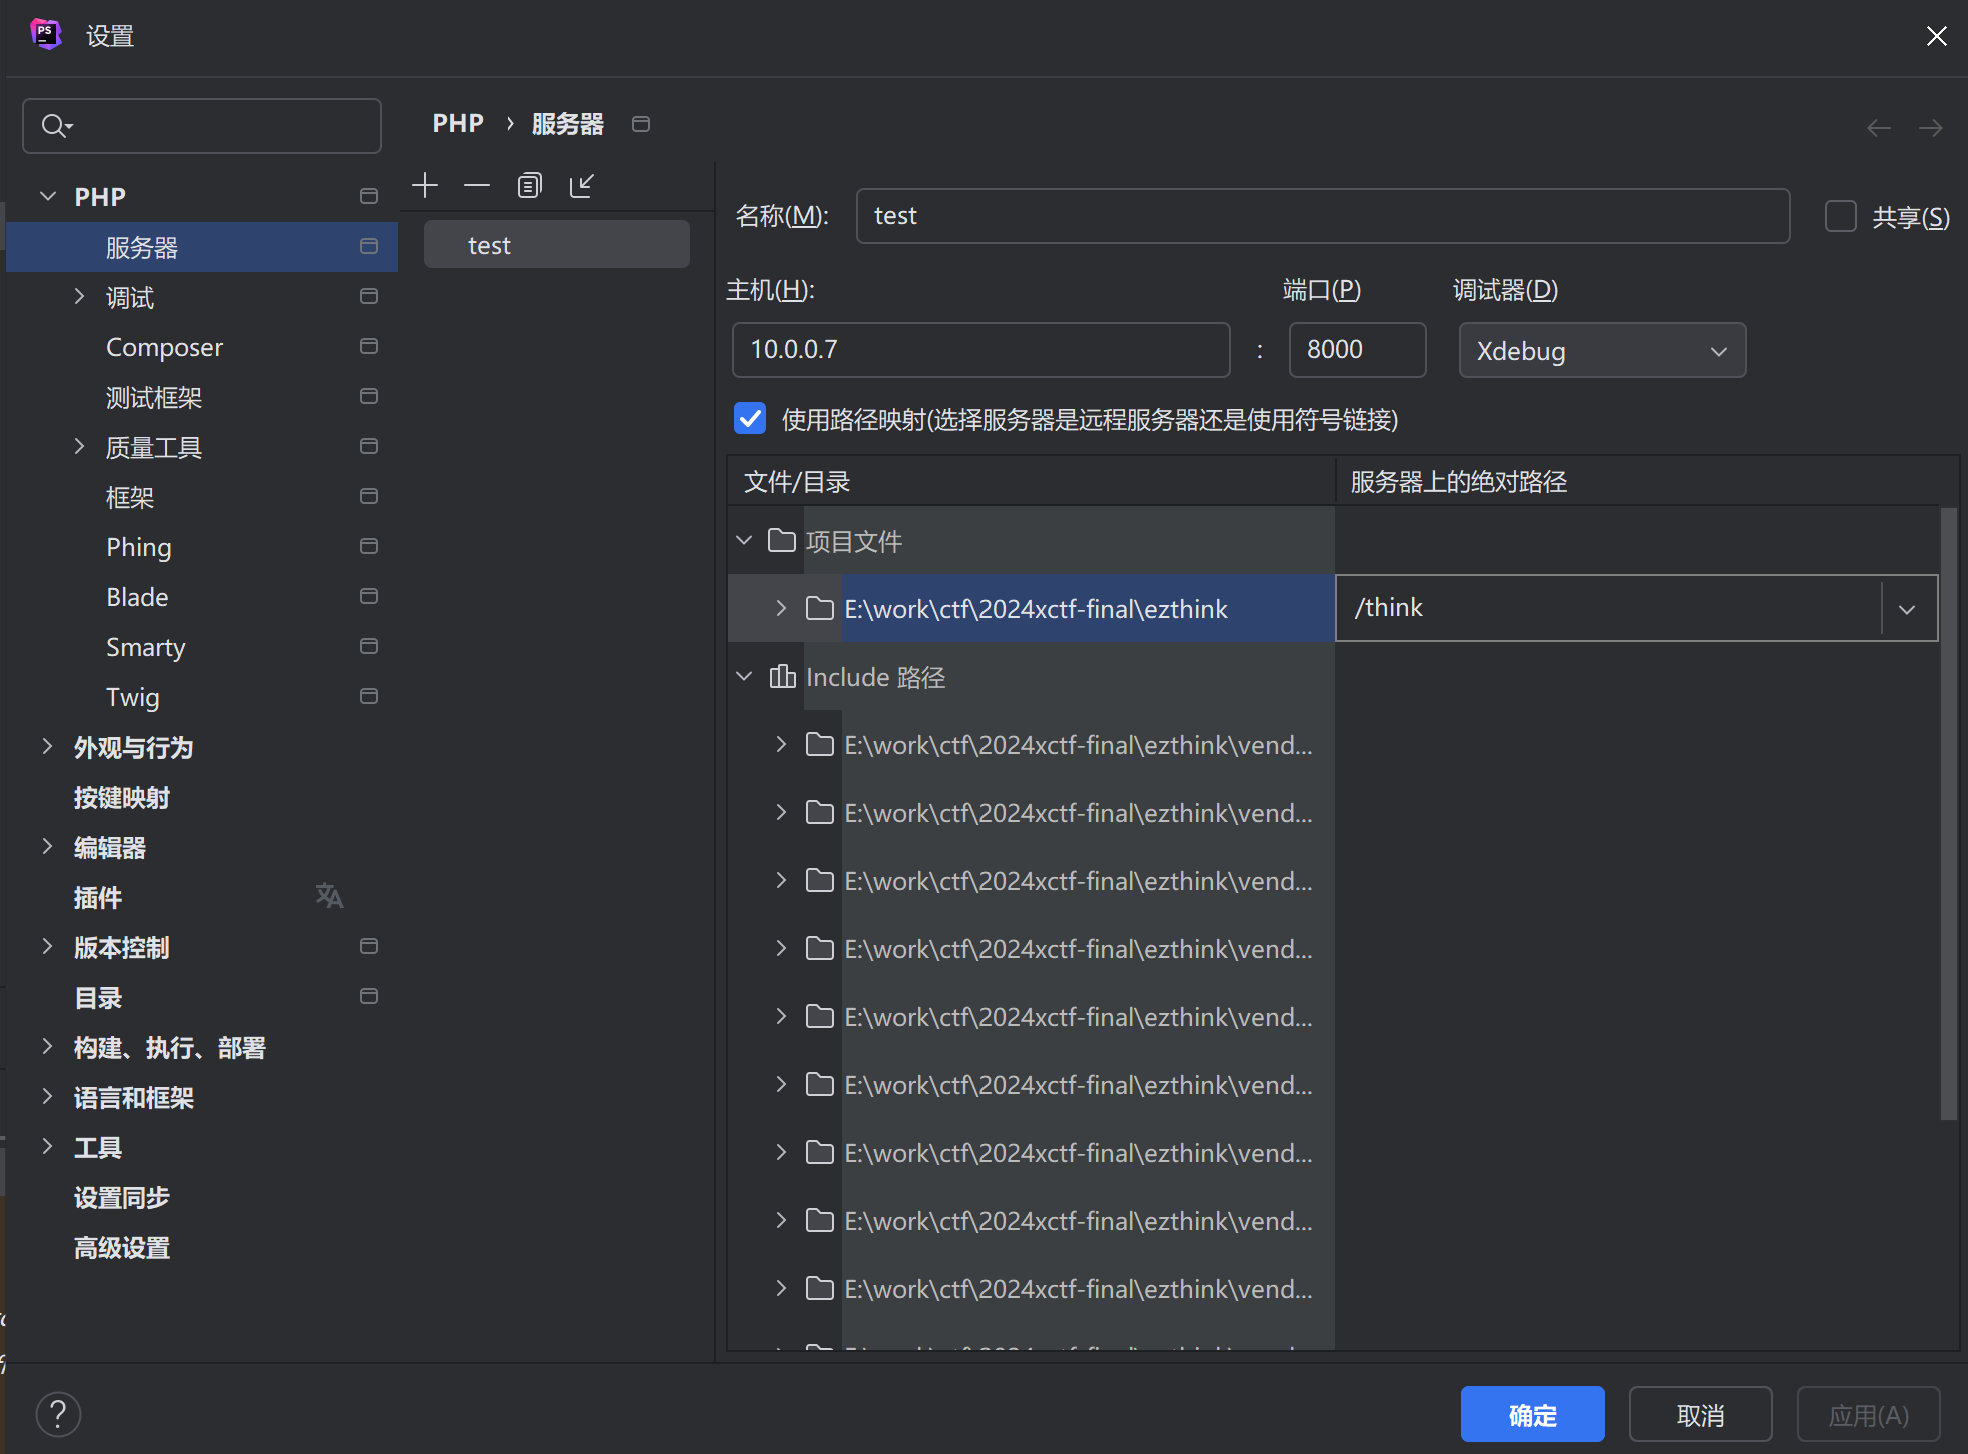 PS
设置
PHP
服务器
调试
Composer
测试框架
质量工具
框架
Phing
Blade
Smarty
Twig
外观与行为
按键映射
编辑器
插件
版本控制
目录
构建、执行、部署
语言和框架
工具
设置同步
高级设置
PHP › 服务器
test
名称(M):
test
共享(S)
主机(H):
端口(P)
调试器(D)
10.0.0.7
:
8000
Xdebug
使用路径映射(选择服务器是远程服务器还是使用符号链接)
文件/目录
服务器上的绝对路径
项目文件
E:\work\ctf\2024xctf-final\ezthink
/think
Include 路径
E:\work\ctf\2024xctf-final\ezthink\vend...
E:\work\ctf\2024xctf-final\ezthink\vend...
E:\work\ctf\2024xctf-final\ezthink\vend...
E:\work\ctf\2024xctf-final\ezthink\vend...
E:\work\ctf\2024xctf-final\ezthink\vend...
E:\work\ctf\2024xctf-final\ezthink\vend...
E:\work\ctf\2024xctf-final\ezthink\vend...
E:\work\ctf\2024xctf-final\ezthink\vend...
E:\work\ctf\2024xctf-final\ezthink\vend...
?
确定
取消
应用(A)